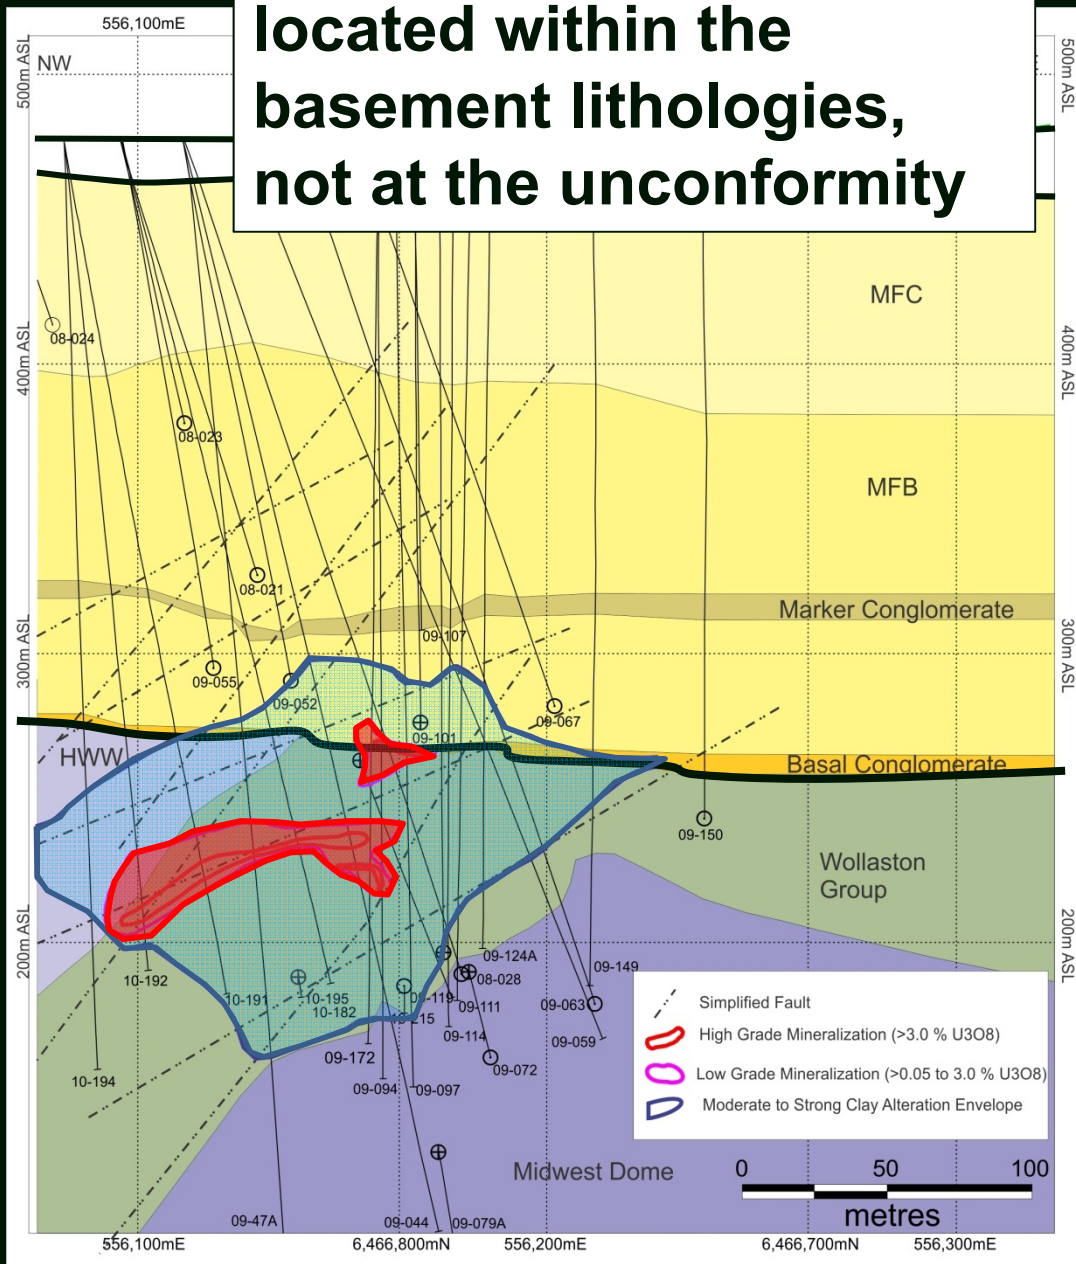 556,100mE
located within the
basement lithologies,
not at the unconformity
NW
500m ASL
500m ASL
MFC
08-024
400m ASL
400m ASL
08-023
MFB
08-021
Marker Conglomerate
09-107
300m ASL
300m ASL
09-055
09-052
09-067
09-101
HWW
Basal Conglomerate
09-150
Wollaston
Group
200m ASL
200m ASL
09-124A
09-149
10-192
08-028
10-191
10-195
09-119
09-111
09-063
10-182
09-114
09-059
09-172
09-072
10-194
09-094
09-097
Simplified Fault
High Grade Mineralization (>3.0 % U3O8)
Low Grade Mineralization (>0.05 to 3.0 % U3O8)
Moderate to Strong Clay Alteration Envelope
Midwest Dome
0 50 100
metres
09-47A
09-044
09-079A
556,100mE
6,466,800mN
556,200mE
6,466,700mN
556,300mE